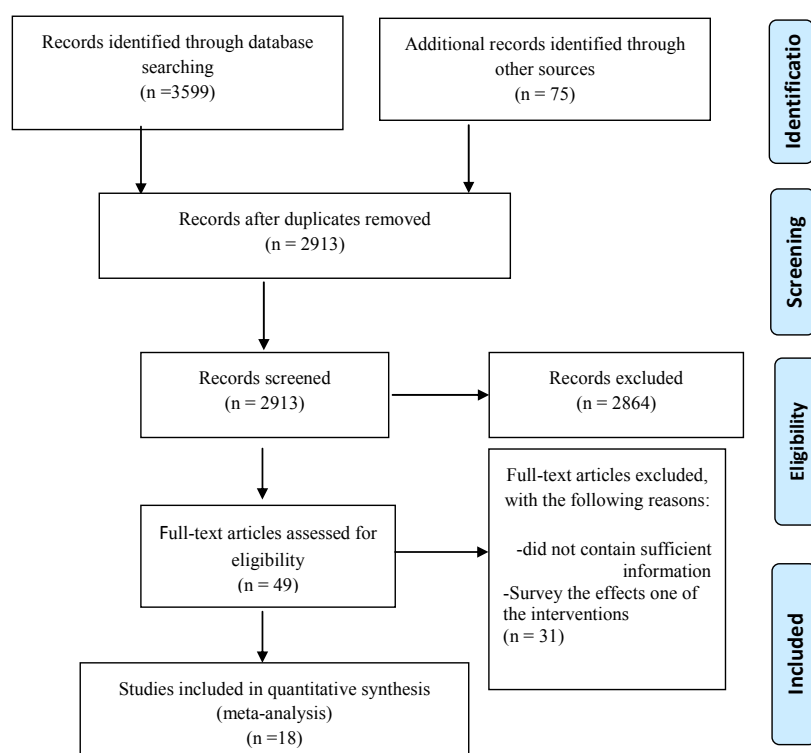 Records identified through database
searching
(n =3599)
Additional records identified through
other sources
(n = 75)
Identificatio
Records after duplicates removed
(n = 2913)
Screening
Records screened
(n = 2913)
Records excluded
(n = 2864)
Eligibility
Full-text articles assessed for
eligibility
(n = 49)
Full-text articles excluded,
with the following reasons:
-did not contain sufficient
information
-Survey the effects one of
the interventions
(n = 31)
Included
Studies included in quantitative synthesis
(meta-analysis)
(n =18)